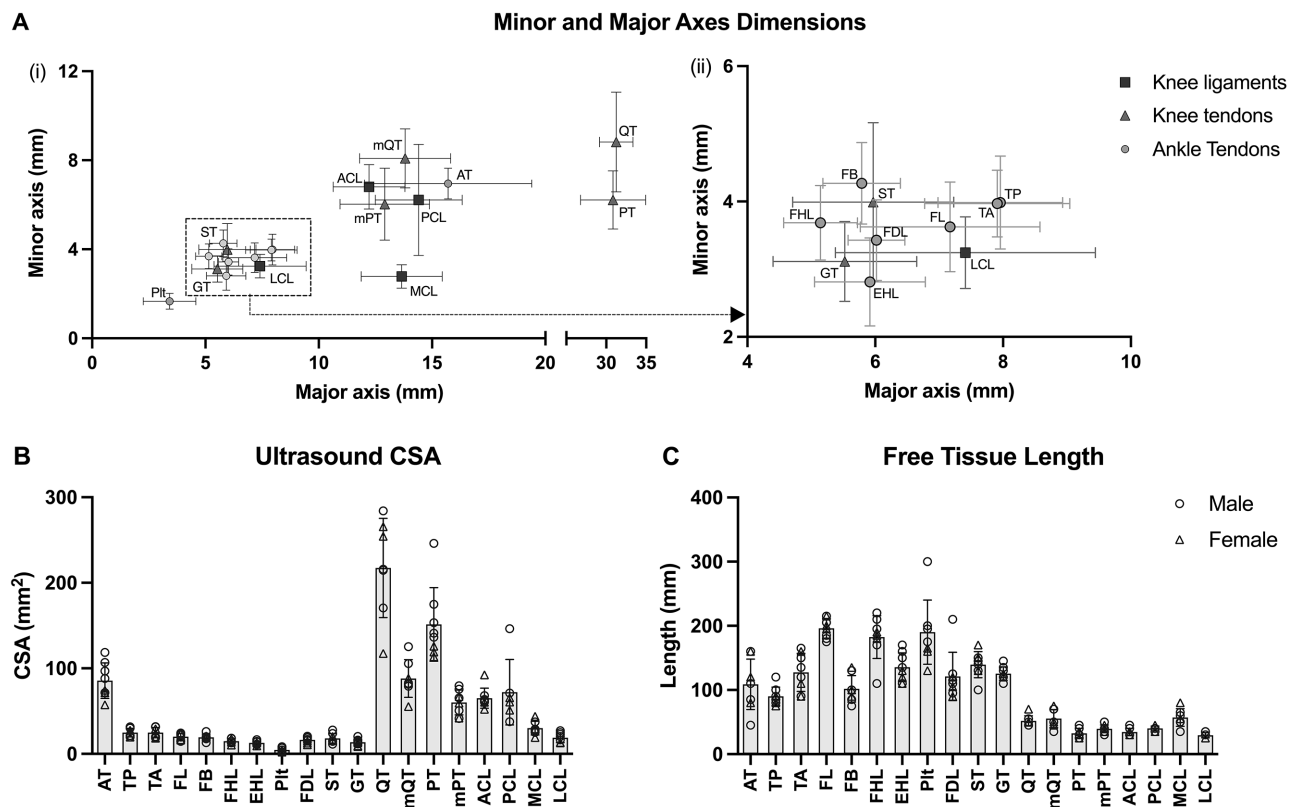 A
Minor and Major Axes Dimensions
(i)
12
8
4
0
Minor axis (mm)
0 5 10 15 20 30 35
Major axis (mm)
QT
mQT
ACL
AT
PT
mPT
PCL
ST
GT
LCL
MCL
Plt
(ii)
6
4
2
Minor axis (mm)
4 6 8 10
Major axis (mm)
FB
ST
TP
FHL
FL
TA
FDL
GT
LCL
EHL
Knee ligaments
Knee tendons
Ankle Tendons
B
Ultrasound CSA
300
200
100
0
CSA (mm²)
AT TP TA FL FB FHL EHL Plt FDL ST GT QT mQT PT mPT ACL PCL MCL LCL
C
Free Tissue Length
400
300
200
100
0
Length (mm)
AT TP TA FL FB FHL EHL Plt FDL ST GT QT mQT PT mPT ACL PCL MCL LCL
Male
Female